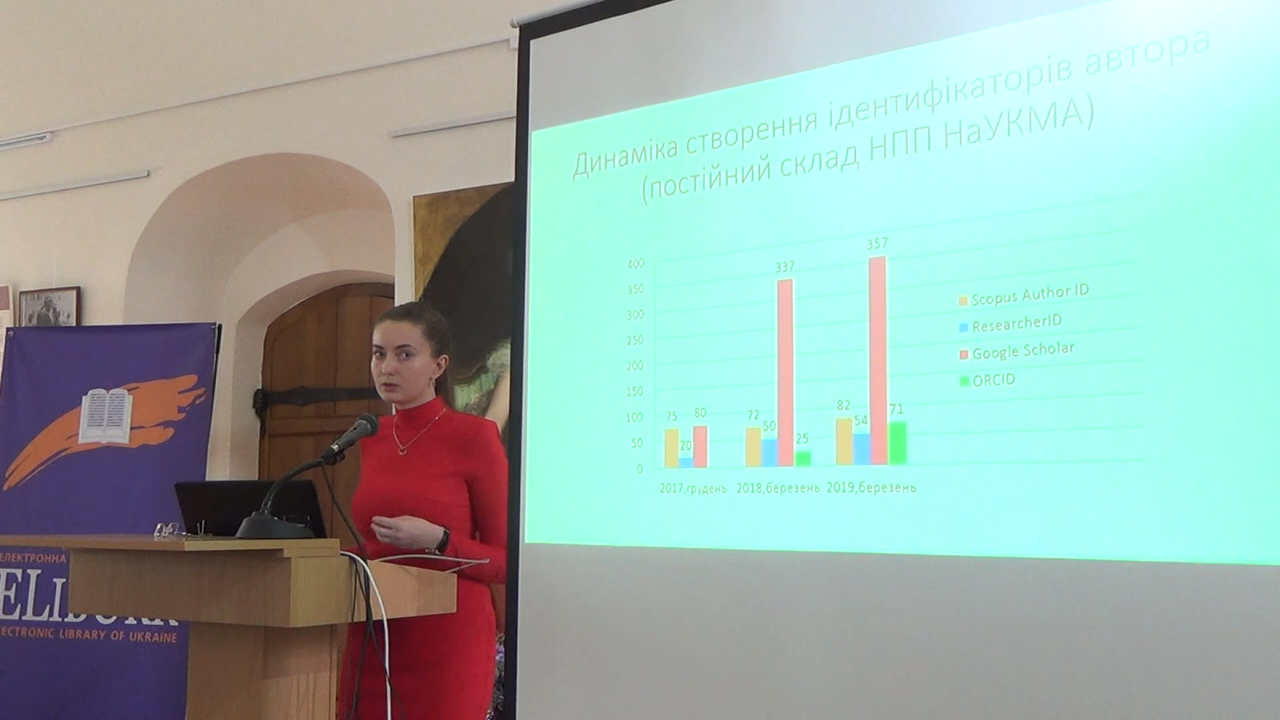 Динаміка створення ідентифікаторів автора
(постійний склад НПП НаУКМА)
400
350
300
250
200
150
100
50
0
75
20
80
72
50
337
25
82
54
357
71
2017,грудень
2018,березень
2019,березень
Scopus Author ID
ResearcherID
Google Scholar
ORCID
ЕЛЕКТРОННА
LECTRONIC LIBRARY OF UKRAINE